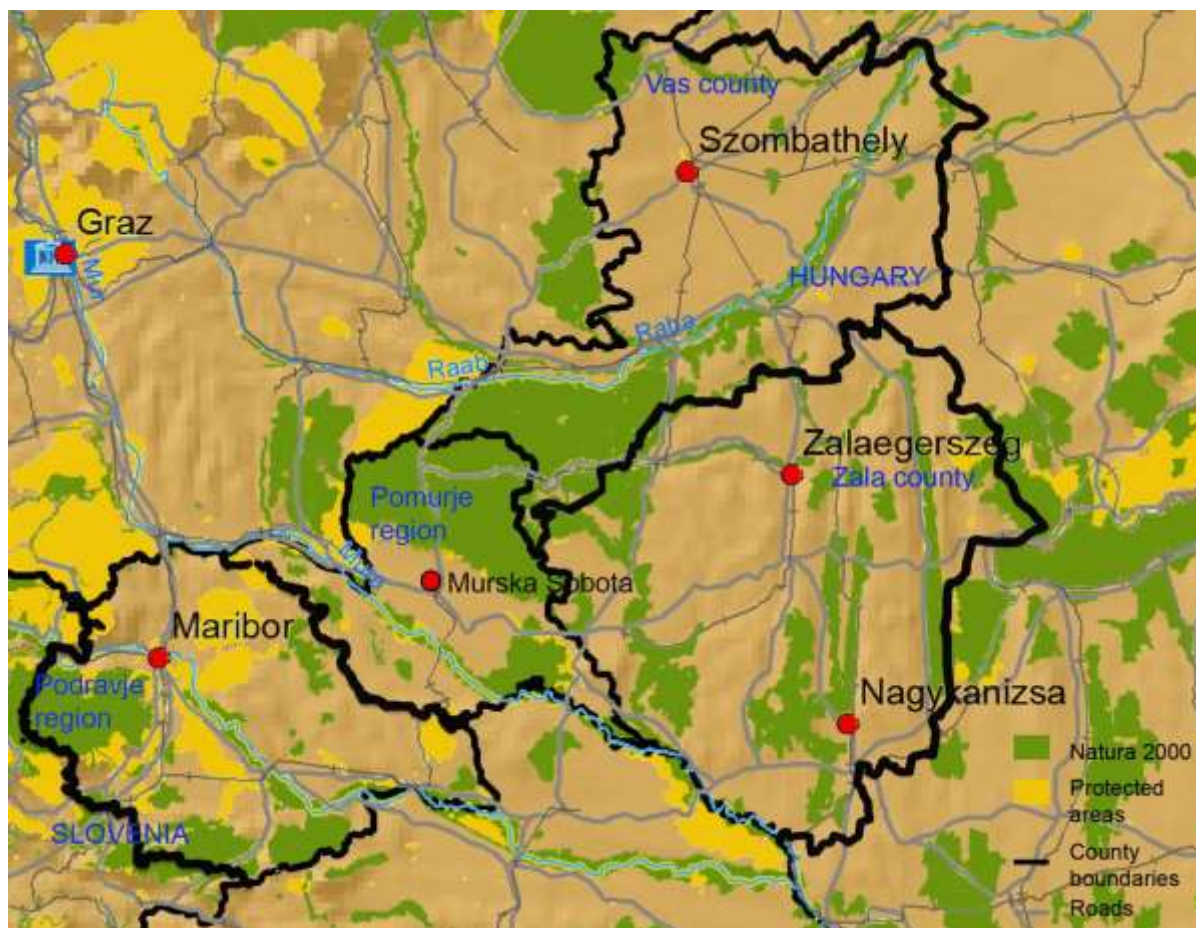 Vas county
Szombathely
Graz
Mur
HUNGARY
Raab
Raba
Zalaegerszeg
Zala county
Pomurje
region
Mura
Murska Sobota
Maribor
Podravje
region
Nagykanizsa
SLOVENIA
Natura 2000
Protected
areas
County
boundaries
Roads